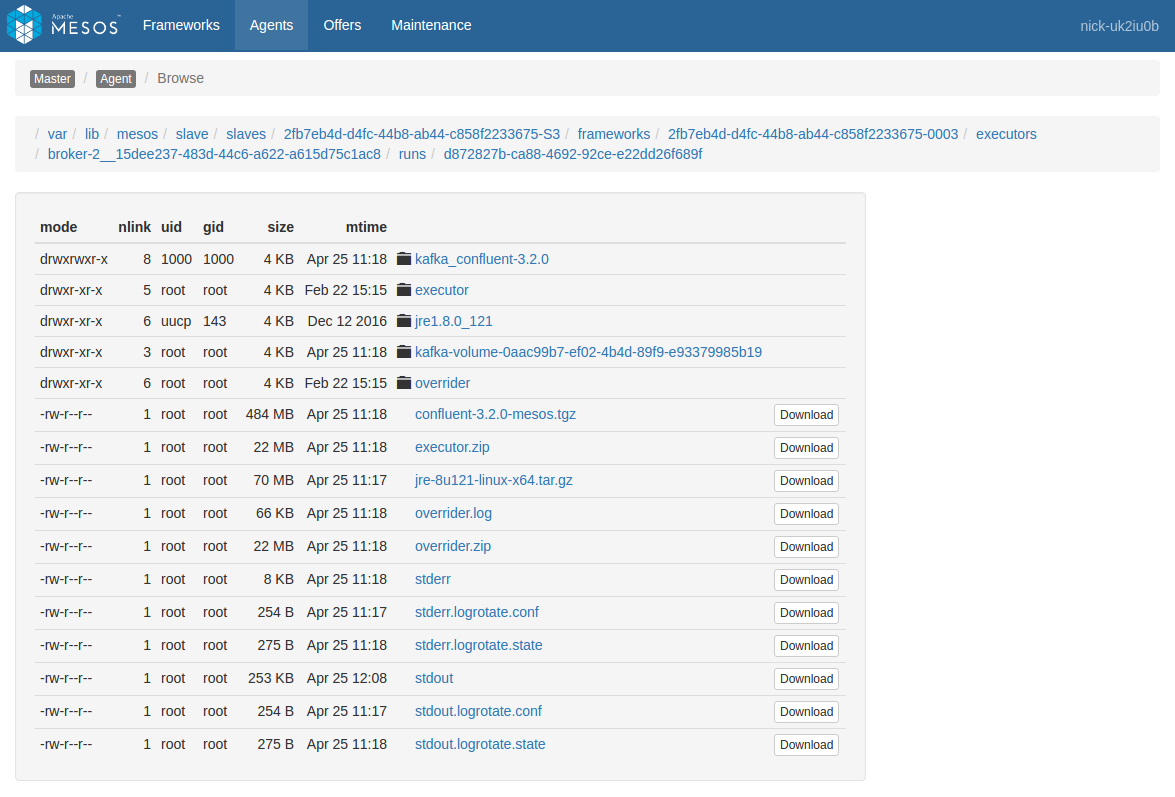 Apache MESOS™ Frameworks Agents Offers Maintenance nick-uk2iu0b
Master / Agent / Browse
/ var / lib / mesos / slave / slaves / 2fb7eb4d-d4fc-44b8-ab44-c858f2233675-S3 / frameworks / 2fb7eb4d-d4fc-44b8-ab44-c858f2233675-0003 / executors
/ broker-2__15dee237-483d-44c6-a622-a615d75c1ac8 / runs / d872827b-ca88-4692-92ce-e22dd26f689f
mode nlink uid gid size mtime
drwxrwxr-x 8 1000 1000 4 KB Apr 25 11:18 kafka_confluent-3.2.0
drwxr-xr-x 5 root root 4 KB Feb 22 15:15 executor
drwxr-xr-x 6 uucp 143 4 KB Dec 12 2016 jre1.8.0_121
drwxr-xr-x 3 root root 4 KB Apr 25 11:18 kafka-volume-0aac99b7-ef02-4b4d-89f9-e93379985b19
drwxr-xr-x 6 root root 4 KB Feb 22 15:15 overrider
-rw-r--r-- 1 root root 484 MB Apr 25 11:18 confluent-3.2.0-mesos.tgz Download
-rw-r--r-- 1 root root 22 MB Apr 25 11:18 executor.zip Download
-rw-r--r-- 1 root root 70 MB Apr 25 11:17 jre-8u121-linux-x64.tar.gz Download
-rw-r--r-- 1 root root 66 KB Apr 25 11:18 overrider.log Download
-rw-r--r-- 1 root root 22 MB Apr 25 11:18 overrider.zip Download
-rw-r--r-- 1 root root 8 KB Apr 25 11:18 stderr Download
-rw-r--r-- 1 root root 254 B Apr 25 11:17 stderr.logrotate.conf Download
-rw-r--r-- 1 root root 275 B Apr 25 11:18 stderr.logrotate.state Download
-rw-r--r-- 1 root root 253 KB Apr 25 12:08 stdout Download
-rw-r--r-- 1 root root 254 B Apr 25 11:17 stdout.logrotate.conf Download
-rw-r--r-- 1 root root 275 B Apr 25 11:18 stdout.logrotate.state Download